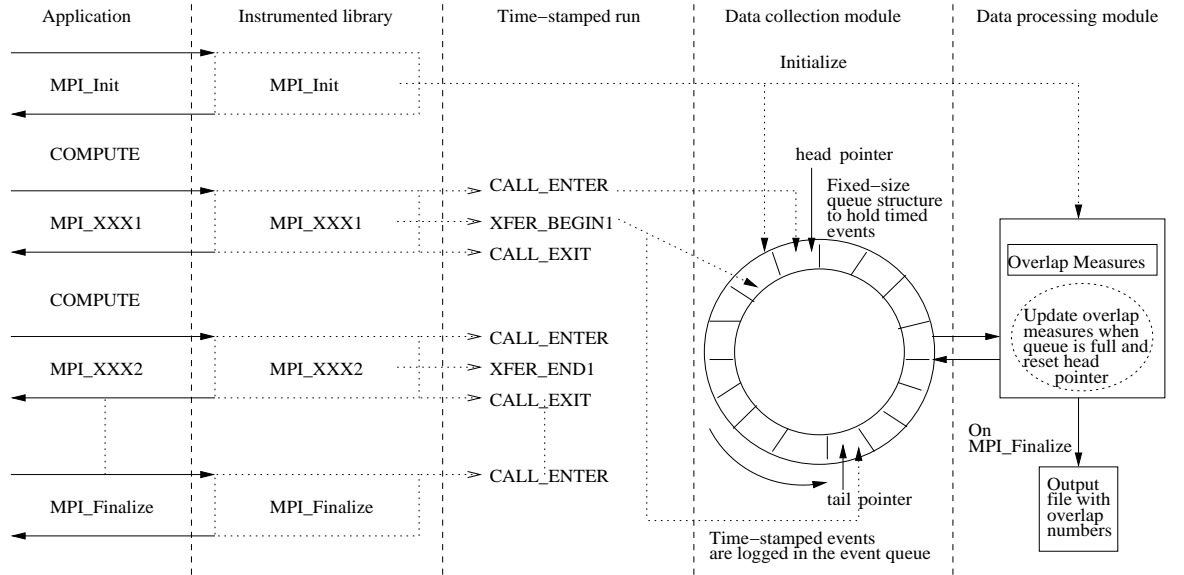 Application
Instrumented library
Time−stamped run
Data collection module
Data processing module
MPI_Init
MPI_Init
Initialize
COMPUTE
head pointer
CALL_ENTER
Fixed−size
queue structure
to hold timed
events
MPI_XXX1
MPI_XXX1
XFER_BEGIN1
CALL_EXIT
Overlap Measures
COMPUTE
Update overlap
measures when
queue is full and
reset head
pointer
CALL_ENTER
MPI_XXX2
MPI_XXX2
XFER_END1
CALL_EXIT
On
MPI_Finalize
CALL_ENTER
MPI_Finalize
MPI_Finalize
tail pointer
Output
file with
overlap
numbers
Time−stamped events
are logged in the event queue